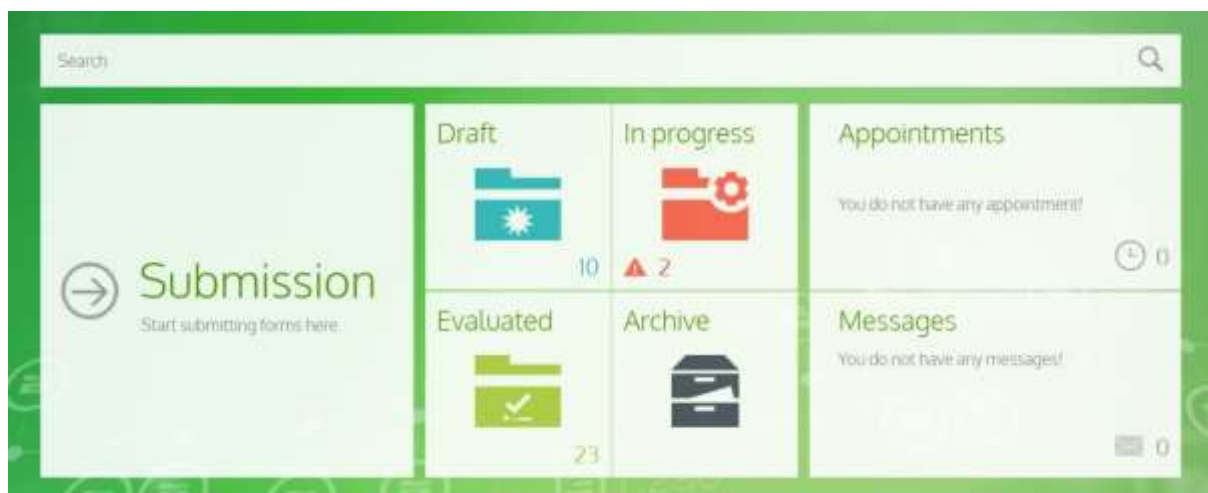 Search
Submission
Start submitting forms here
Draft
10
In progress
2
Evaluated
23
Archive
Appointments
You do not have any appointment!
0
Messages
You do not have any messages!
0